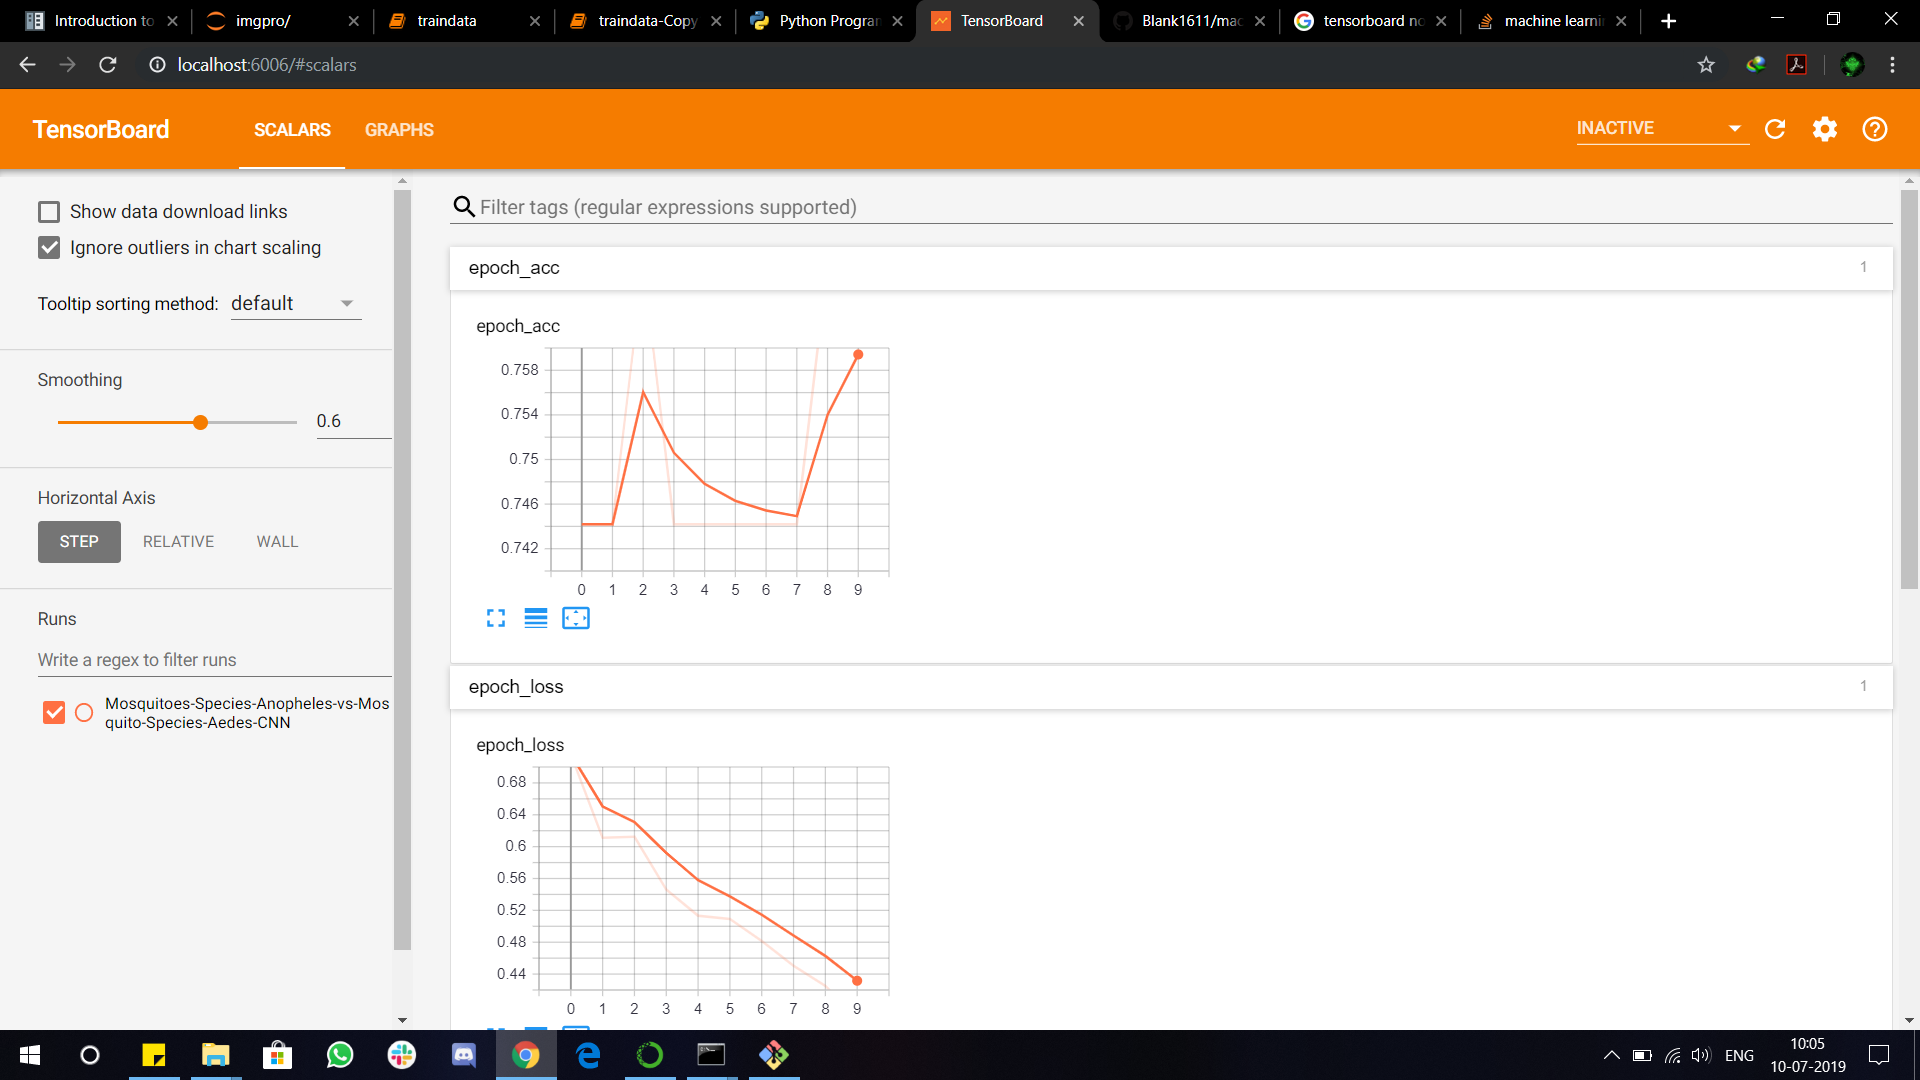 Introduction to
imgpro/
traindata
traindata-Copy
Python Program
TensorBoard
Blank1611/mac
tensorboard no
machine learnin
localhost:6006/#scalars
TensorBoard
SCALARS
GRAPHS
INACTIVE
Show data download links
Ignore outliers in chart scaling
Tooltip sorting method: default
Smoothing
0.6
Horizontal Axis
STEP
RELATIVE
WALL
Runs
Write a regex to filter runs
Mosquitoes-Species-Anopheles-vs-Mos
quito-Species-Aedes-CNN
Filter tags (regular expressions supported)
epoch_acc
1
epoch_acc
0.758
0.754
0.75
0.746
0.742
0 1 2 3 4 5 6 7 8 9
epoch_loss
1
epoch_loss
0.68
0.64
0.6
0.56
0.52
0.48
0.44
0 1 2 3 4 5 6 7 8 9
ENG
10:05
10-07-2019